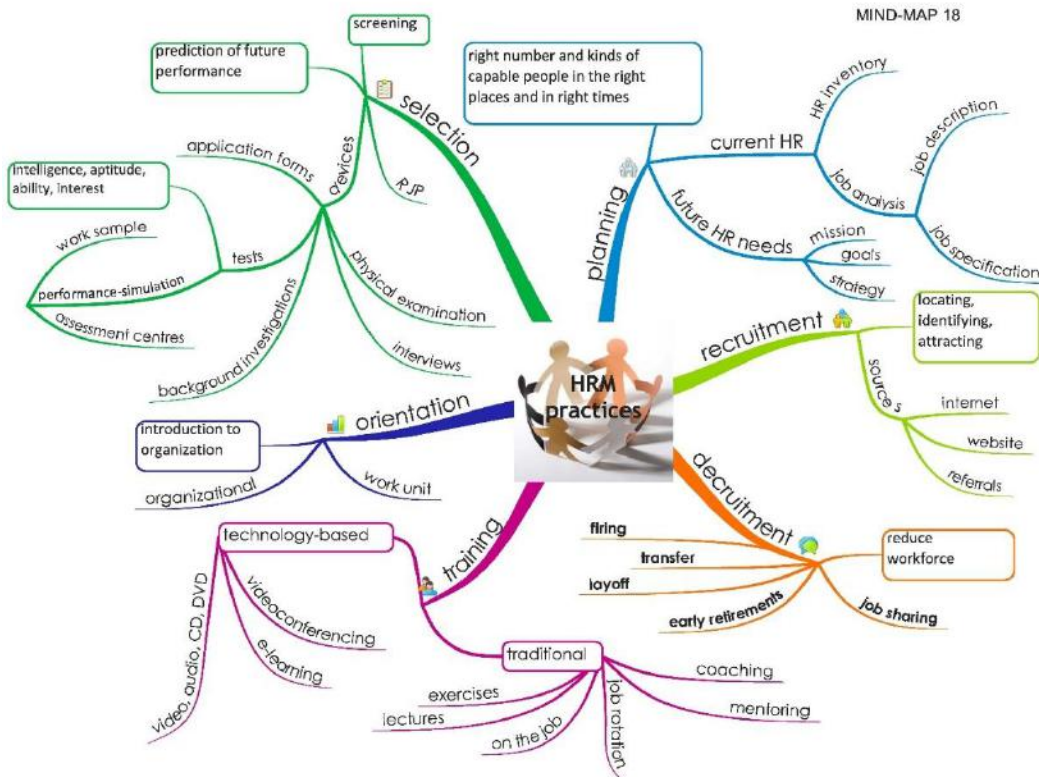 MIND-MAP 18
HRM
practices
planning
right number and kinds of
capable people in the right
places and in right times
current HR
HR inventory
job analysis
job description
job specification
future HR needs
mission
goals
strategy
recruitment
locating,
identifying,
attracting
sources
internet
website
referrals
decruitment
reduce
workforce
firing
transfer
layoff
early retirements
job sharing
training
technology-based
video, audio, CD, DVD
videoconferencing
e-learning
traditional
exercises
lectures
on the job
job rotation
mentoring
coaching
orientation
introduction to
organization
organizational
work unit
selection
screening
prediction of future
performance
RJP
devices
application forms
tests
intelligence, aptitude,
ability, interest
performance-simulation
work sample
assessment centres
background investigations
interviews
physical examination